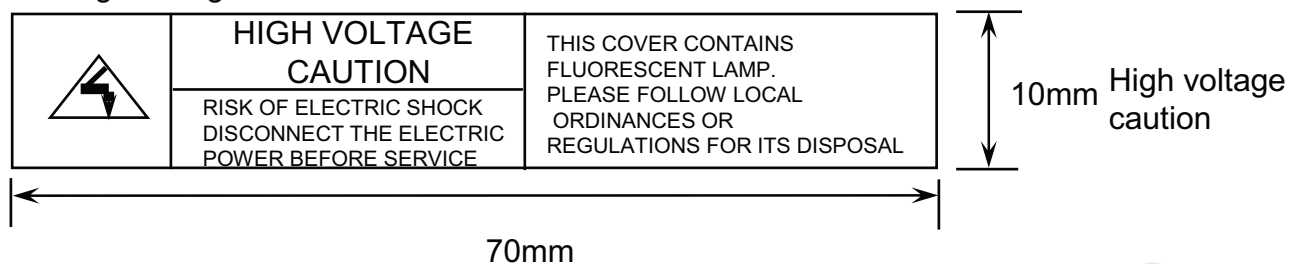 HIGH VOLTAGE
CAUTION
RISK OF ELECTRIC SHOCK
DISCONNECT THE ELECTRIC
POWER BEFORE SERVICE
THIS COVER CONTAINS
FLUORESCENT LAMP.
PLEASE FOLLOW LOCAL
ORDINANCES OR
REGULATIONS FOR ITS DISPOSAL
10mm
High voltage
caution
70mm